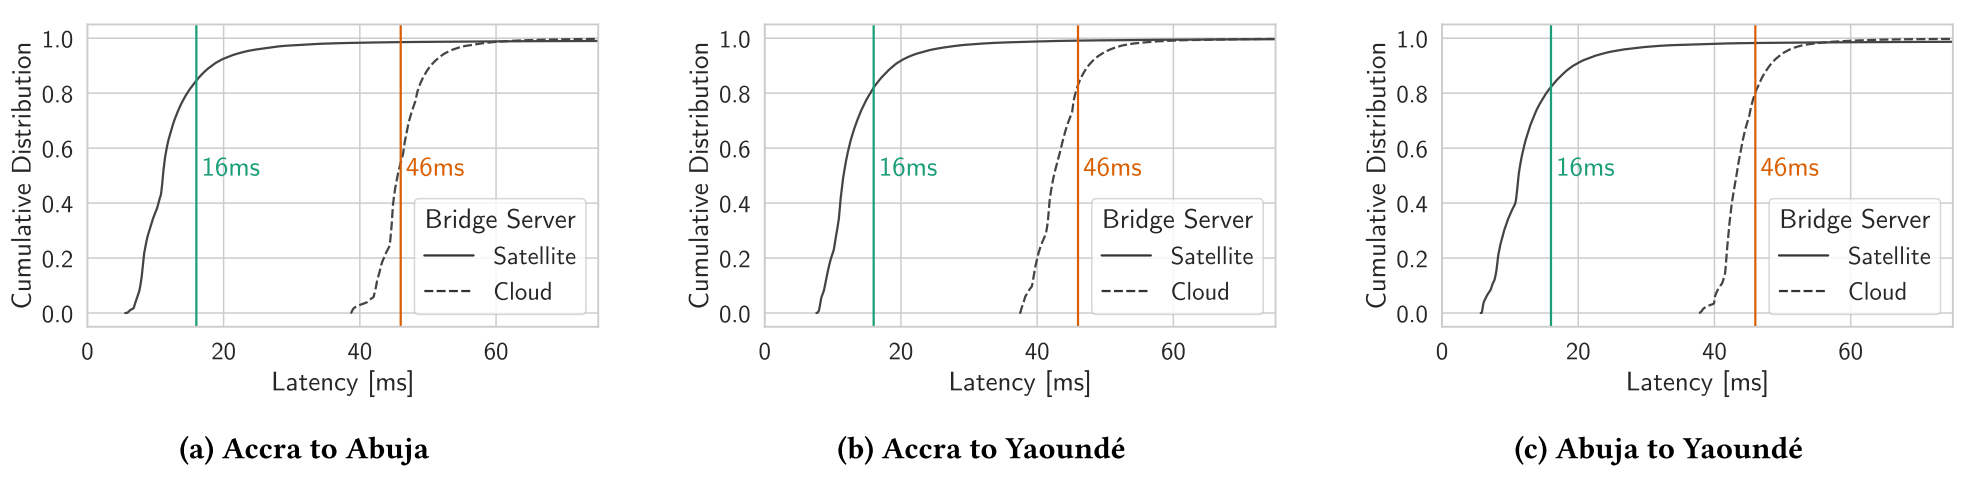 Cumulative Distribution
1.0
0.8
0.6
0.4
0.2
0.0
16ms
46ms
Bridge Server
Satellite
Cloud
0 20 40 60
Latency [ms]
(a) Accra to Abuja
Cumulative Distribution
1.0
0.8
0.6
0.4
0.2
0.0
16ms
46ms
Bridge Server
Satellite
Cloud
0 20 40 60
Latency [ms]
(b) Accra to Yaoundé
Cumulative Distribution
1.0
0.8
0.6
0.4
0.2
0.0
16ms
46ms
Bridge Server
Satellite
Cloud
0 20 40 60
Latency [ms]
(c) Abuja to Yaoundé